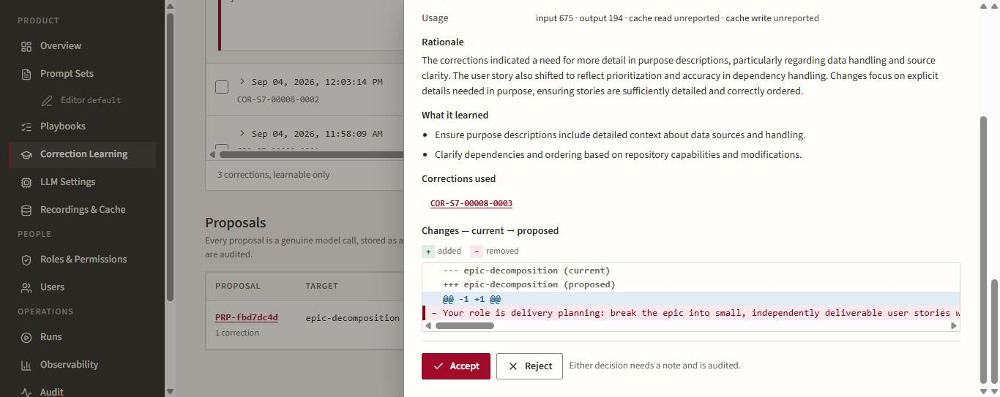 PRODUCT
Overview
Prompt Sets
Editor default
Playbooks
Correction Learning
LLM Settings
Recordings & Cache
PEOPLE
Roles & Permissions
Users
OPERATIONS
Runs
Observability
Audit
Sep 04, 2026, 12:03:14 PM
COR-S7-00008-0002
Sep 04, 2026, 11:58:09 AM
3 corrections, learnable only
Proposals
Every proposal is a genuine model call, stored as a
are audited.
PROPOSAL TARGET
PRP-fbd7dc4d epic-decomposition
1 correction
Usage input 675 · output 194 · cache read unreported · cache write unreported
Rationale
The corrections indicated a need for more detail in purpose descriptions, particularly regarding data handling and source
clarity. The user story also shifted to reflect prioritization and accuracy in dependency handling. Changes focus on explicit
details needed in purpose, ensuring stories are sufficiently detailed and correctly ordered.
What it learned
• Ensure purpose descriptions include detailed context about data sources and handling.
• Clarify dependencies and ordering based on repository capabilities and modifications.
Corrections used
COR-S7-00008-0003
Changes — current → proposed
+ added − removed
--- epic-decomposition (current)
+++ epic-decomposition (proposed)
@@ -1 +1 @@
− Your role is delivery planning: break the epic into small, independently deliverable user stories
Accept
Reject
Either decision needs a note and is audited.